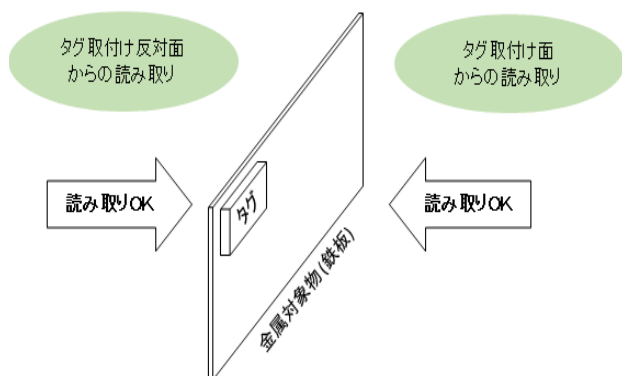 タグ取付け反対面
からの読み取り
タグ取付け面
からの読み取り
読み取りOK
タグ
読み取りOK
金属対象物(鉄板)